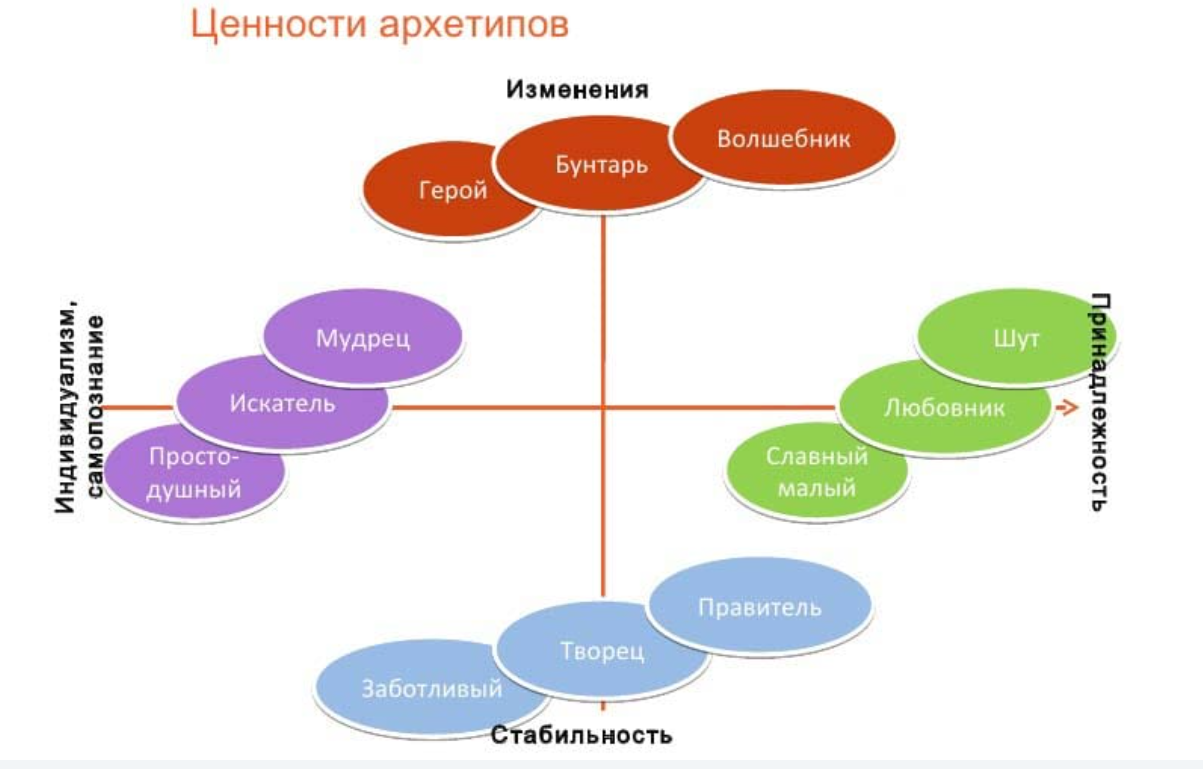 Ценности архетипов
Изменения
Волшебник
Бунтарь
Герой
Индивидуализм,
самопознание
Мудрец
Искатель
Просто-
душный
Шут
Любовник
Славный
малый
Принадлежность
Правитель
Творец
Заботливый
Стабильность